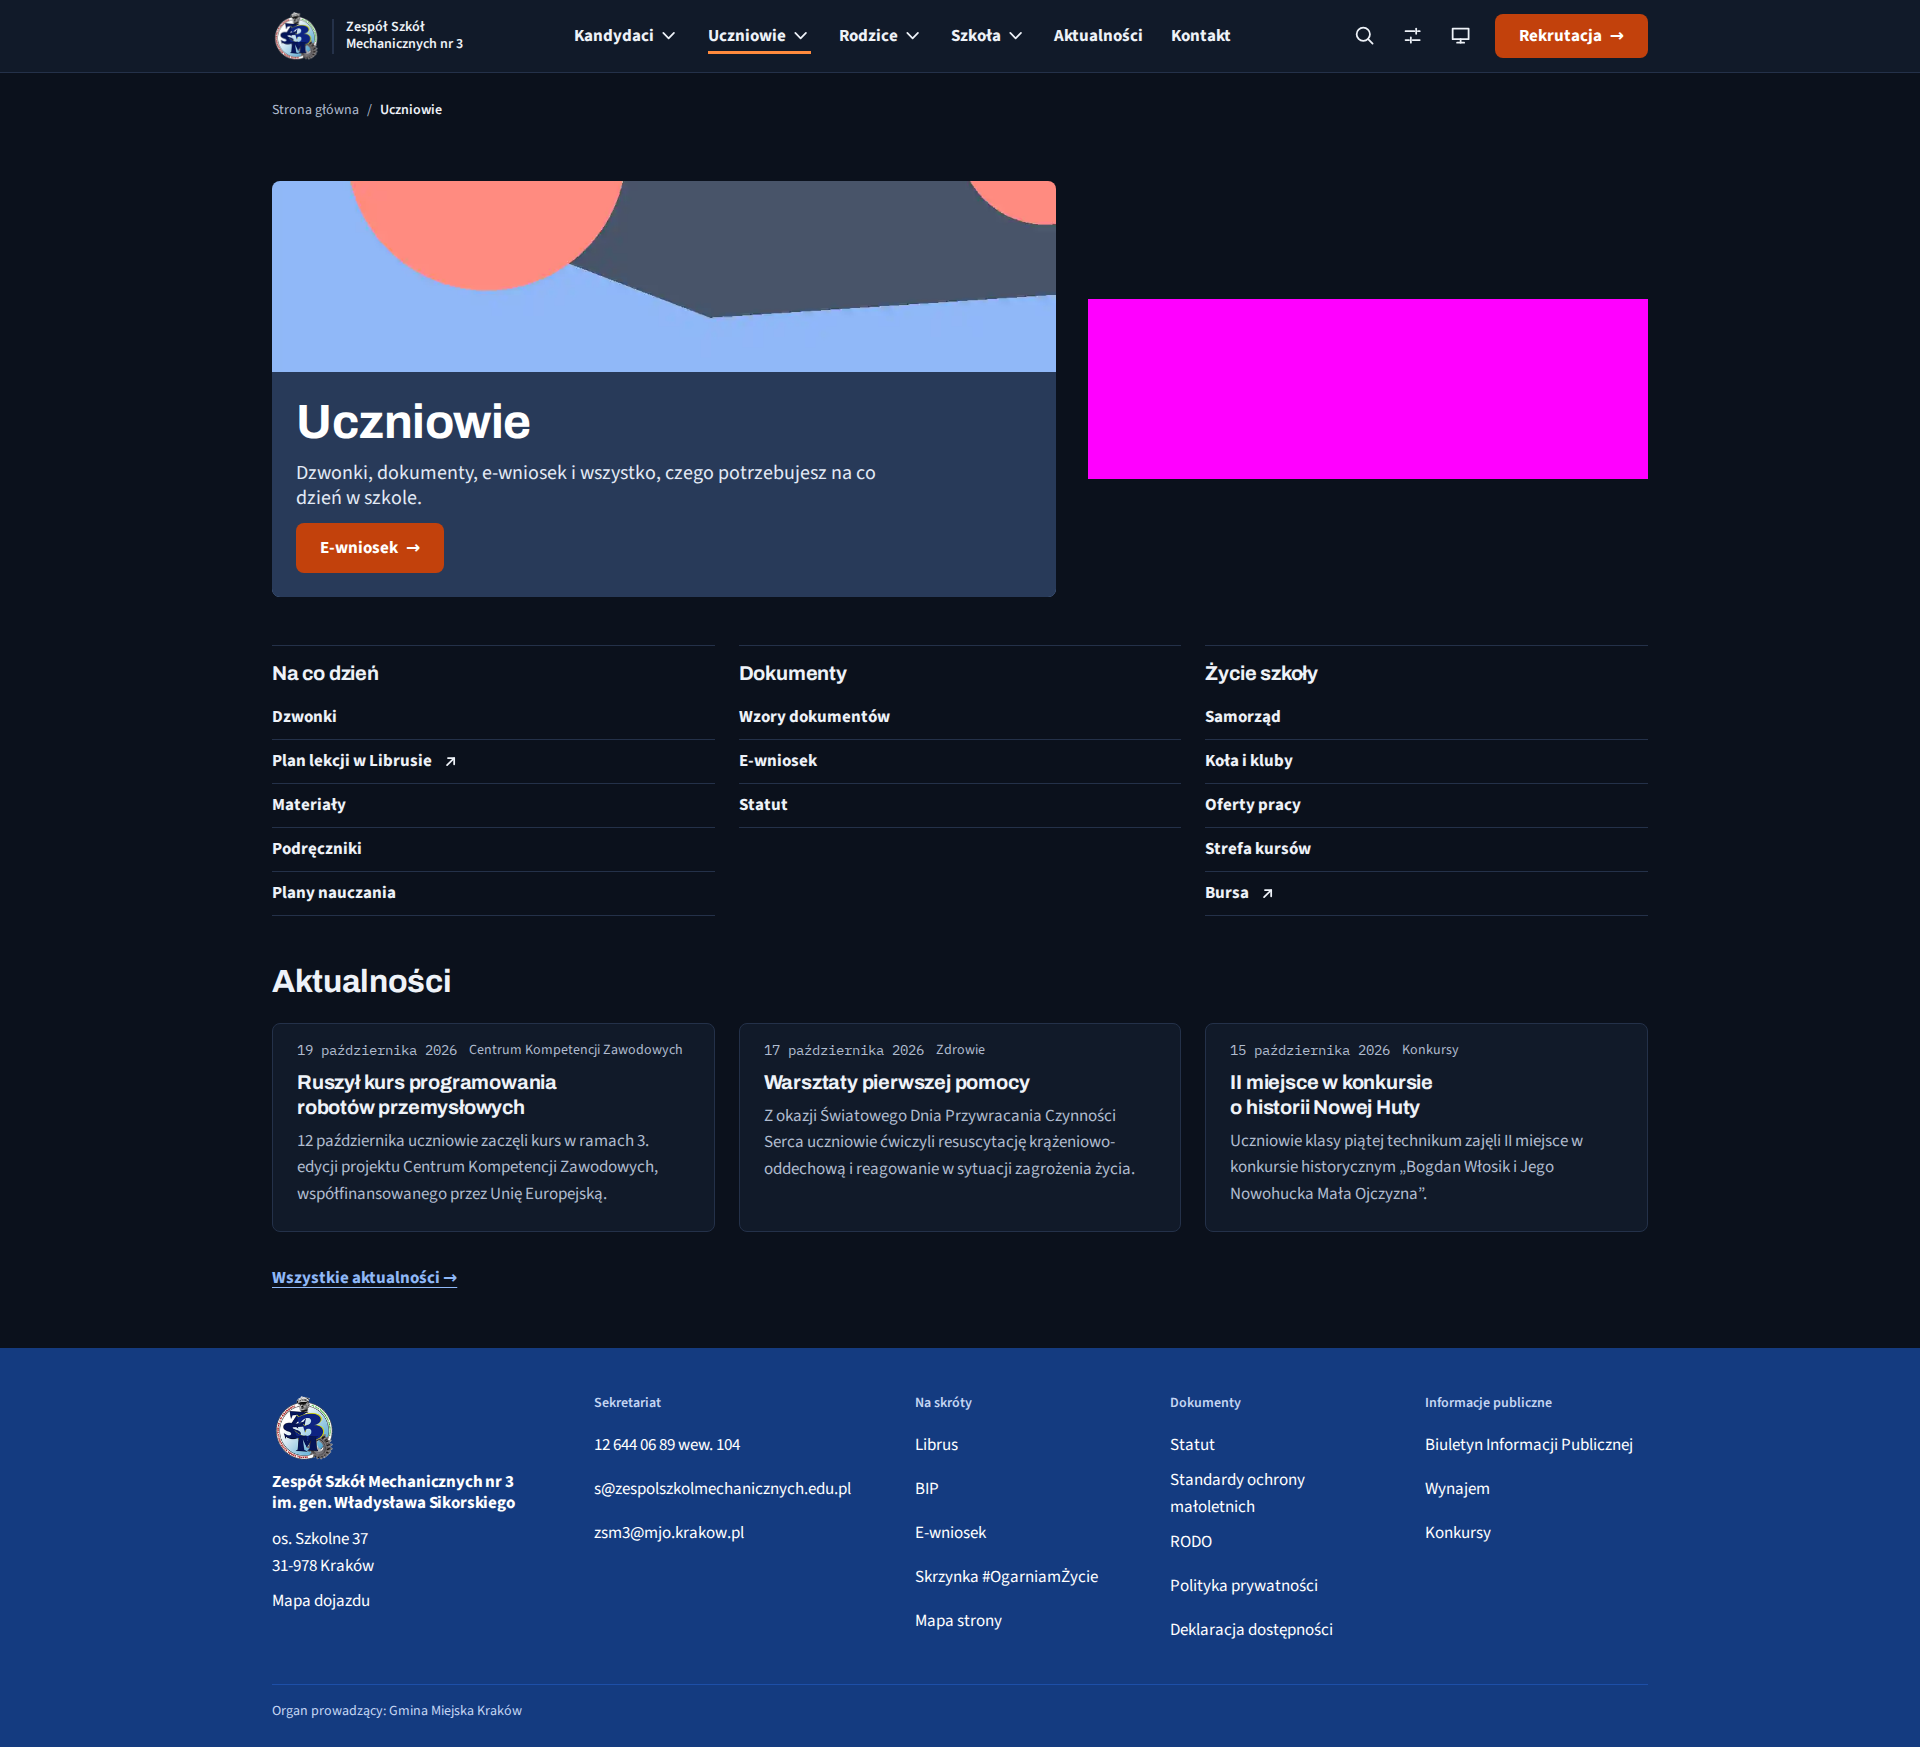 Zespół Szkół
Mechanicznych nr 3
Kandydaci
Uczniowie
Rodzice
Szkoła
Aktualności
Kontakt
Rekrutacja →
Strona główna / Uczniowie
Uczniowie
Dzwonki, dokumenty, e-wniosek i wszystko, czego potrzebujesz na co
dzień w szkole.
E-wniosek →
Na co dzień
Dzwonki
Plan lekcji w Librusie
Materiały
Podręczniki
Plany nauczania
Dokumenty
Wzory dokumentów
E-wniosek
Statut
Życie szkoły
Samorząd
Koła i kluby
Oferty pracy
Strefa kursów
Bursa
Aktualności
19 października 2026 Centrum Kompetencji Zawodowych
Ruszył kurs programowania
robotów przemysłowych
12 października uczniowie zaczęli kurs w ramach 3.
edycji projektu Centrum Kompetencji Zawodowych,
współfinansowanego przez Unię Europejską.
17 października 2026 Zdrowie
Warsztaty pierwszej pomocy
Z okazji Światowego Dnia Przywracania Czynności
Serca uczniowie ćwiczyli resuscytację krążeniowo-
oddechową i reagowanie w sytuacji zagrożenia życia.
15 października 2026 Konkursy
II miejsce w konkursie
o historii Nowej Huty
Uczniowie klasy piątej technikum zajęli II miejsce w
konkursie historycznym „Bogdan Włosik i Jego
Nowohucka Mała Ojczyzna”.
Wszystkie aktualności →
Zespół Szkół Mechanicznych nr 3
im. gen. Władysława Sikorskiego
os. Szkolne 37
31-978 Kraków
Mapa dojazdu
Sekretariat
12 644 06 89 wew. 104
s@zespolszkolmechanicznych.edu.pl
zsm3@mjo.krakow.pl
Na skróty
Librus
BIP
E-wniosek
Skrzynka #OgarniamŻycie
Mapa strony
Dokumenty
Statut
Standardy ochrony
małoletnich
RODO
Polityka prywatności
Deklaracja dostępności
Informacje publiczne
Biuletyn Informacji Publicznej
Wynajem
Konkursy
Organ prowadzący: Gmina Miejska Kraków